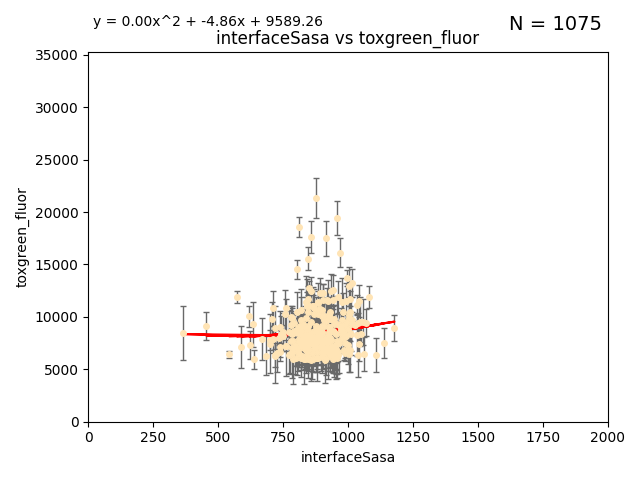 y = 0.00x^2 + -4.86x + 9589.26
N = 1075
interfaceSasa vs toxgreen_fluor
35000
30000
25000
20000
15000
10000
5000
0
toxgreen_fluor
0 250 500 750 1000 1250 1500 1750 2000
interfaceSasa